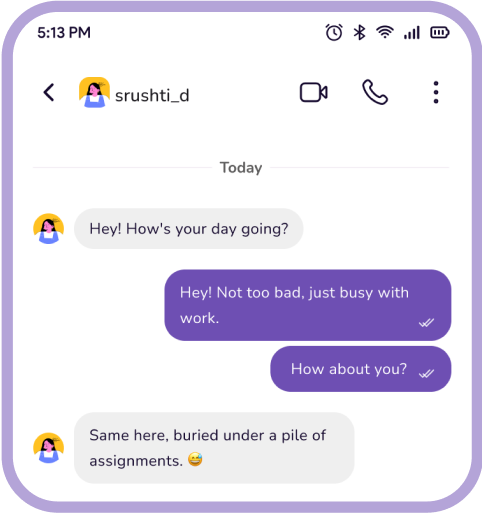 5:13 PM
srushti_d
Today
Hey! How's your day going?
Hey! Not too bad, just busy with
work.
How about you?
Same here, buried under a pile of
assignments. 😅